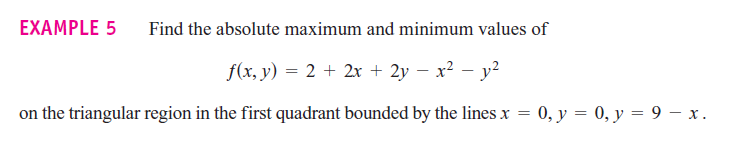 EXAMPLE 5 Find the absolute maximum and minimum values of
f(x, y) = 2 + 2x + 2y − x² − y²
on the triangular region in the first quadrant bounded by the lines x = 0, y = 0, y = 9 − x.